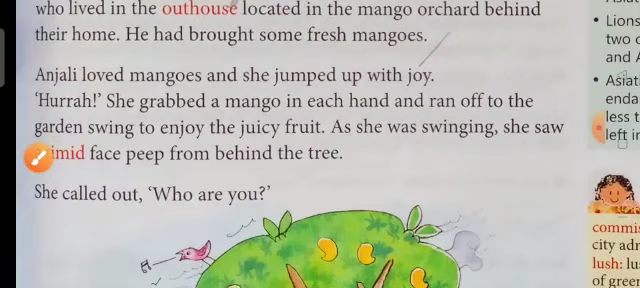 who lived in the outhouse located in the mango orchard behind
their home. He had brought some fresh mangoes.
Anjali loved mangoes and she jumped up with joy.
‘Hurrah!’ She grabbed a mango in each hand and ran off to the
garden swing to enjoy the juicy fruit. As she was swinging, she saw
imid face peep from behind the tree.
She called out, ‘Who are you?’
• Lions
two
and
• Asiat
enda
less t
left i
commi
city adr
lush: lu
of green